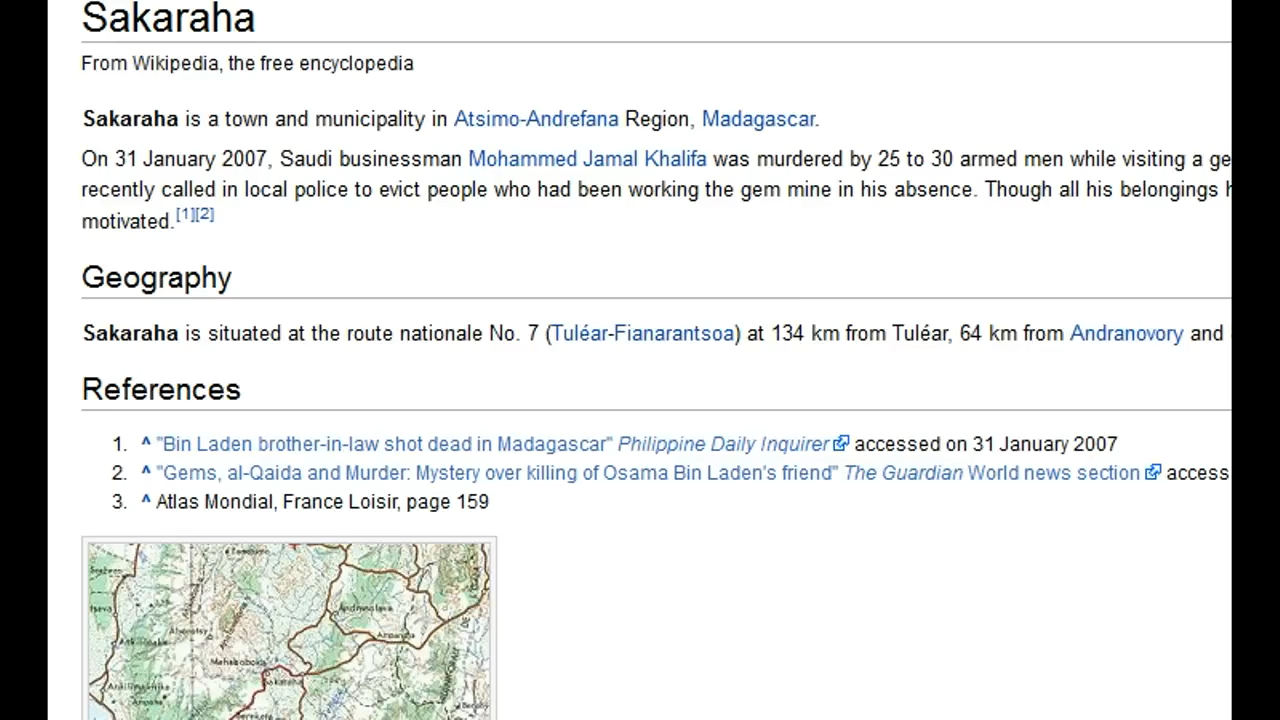 Sakaraha
From Wikipedia, the free encyclopedia
Sakaraha is a town and municipality in Atsimo-Andrefana Region, Madagascar.
On 31 January 2007, Saudi businessman Mohammed Jamal Khalifa was murdered by 25 to 30 armed men while visiting a ge
recently called in local police to evict people who had been working the gem mine in his absence. Though all his belongings h
motivated.[1][2]
Geography
Sakaraha is situated at the route nationale No. 7 (Tuléar-Fianarantsoa) at 134 km from Tuléar, 64 km from Andranovory and
References
1. ^ "Bin Laden brother-in-law shot dead in Madagascar" Philippine Daily Inquirer accessed on 31 January 2007
2. ^ "Gems, al-Qaida and Murder: Mystery over killing of Osama Bin Laden's friend" The Guardian World news section access
3. ^ Atlas Mondial, France Loisir, page 159
Sakaraha